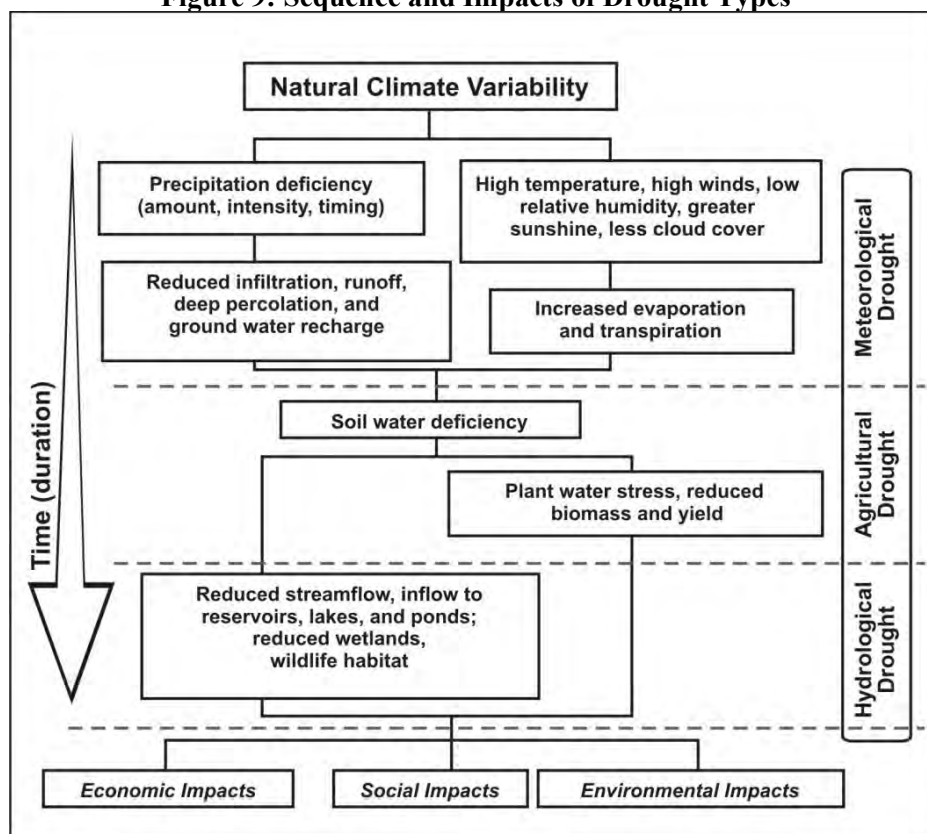 Figure 9: Sequence and Impacts of Drought Types
Natural Climate Variability
Precipitation deficiency
(amount, intensity, timing)
High temperature, high winds, low
relative humidity, greater
sunshine, less cloud cover
Reduced infiltration, runoff,
deep percolation, and
ground water recharge
Increased evaporation
and transpiration
Meteorological
Drought
Time (duration)
Soil water deficiency
Plant water stress, reduced
biomass and yield
Agricultural
Drought
Reduced streamflow, inflow to
reservoirs, lakes, and ponds;
reduced wetlands,
wildlife habitat
Hydrological
Drought
Economic Impacts
Social Impacts
Environmental Impacts